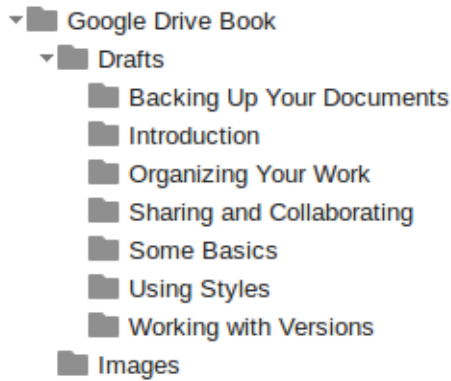 Google Drive Book
Drafts
Backing Up Your Documents
Introduction
Organizing Your Work
Sharing and Collaborating
Some Basics
Using Styles
Working with Versions
Images